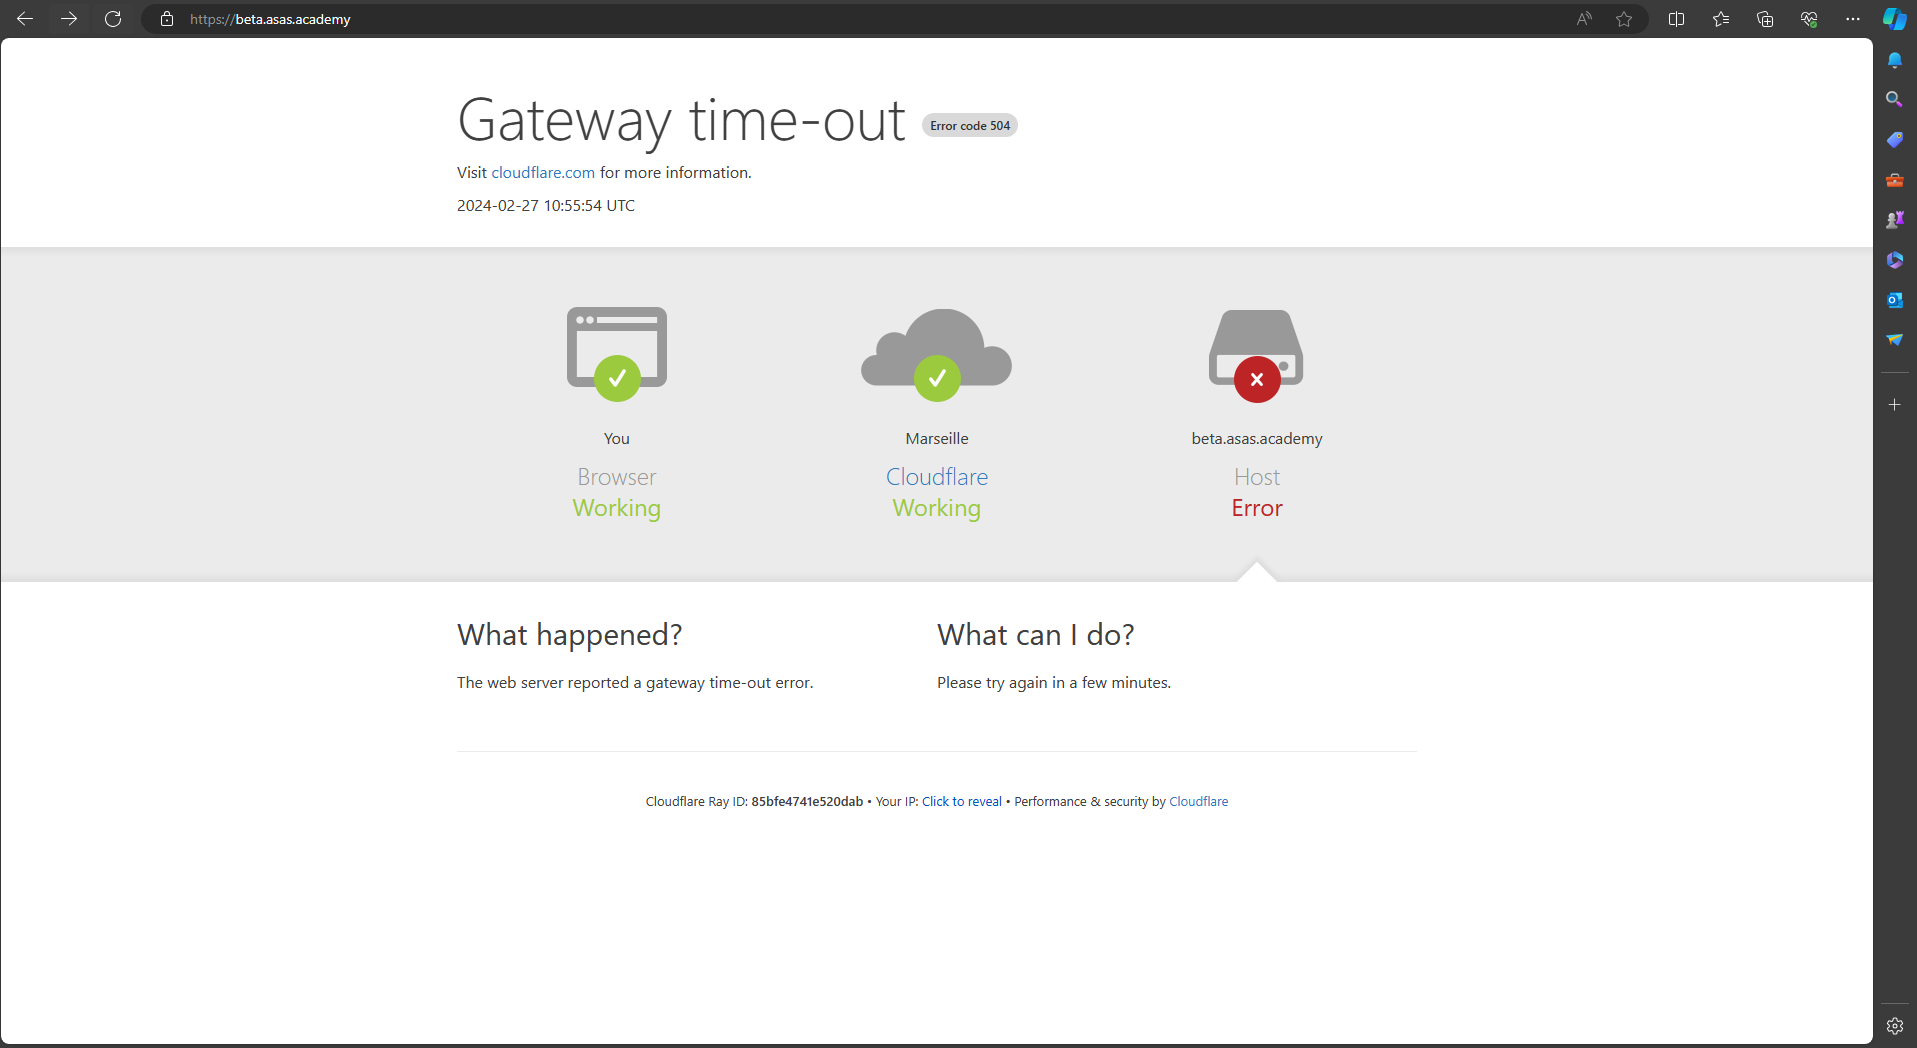 https://beta.asas.academy
Gateway time-out Error code 504
Visit cloudflare.com for more information.
2024-02-27 10:55:54 UTC
You
Browser
Working
Marseille
Cloudflare
Working
beta.asas.academy
Host
Error
What happened?
The web server reported a gateway time-out error.
What can I do?
Please try again in a few minutes.
Cloudflare Ray ID: 85bfe4741e520dab • Your IP: Click to reveal • Performance & security by Cloudflare